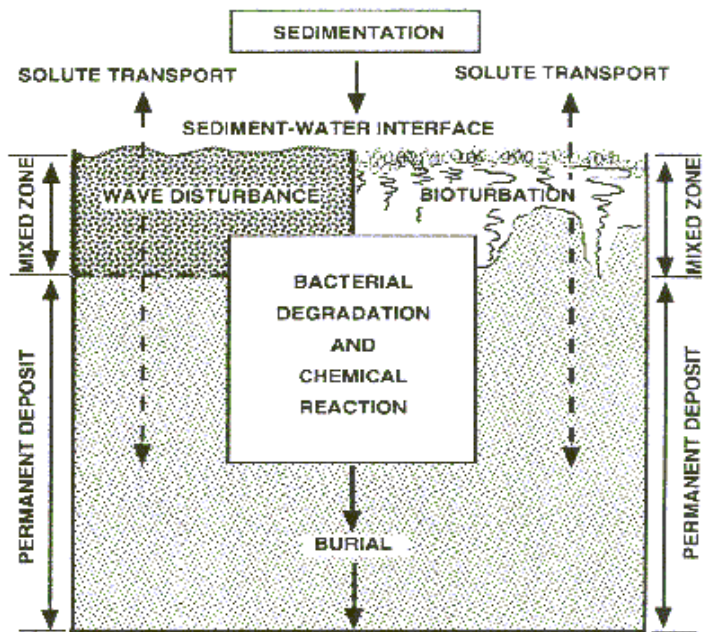 SEDIMENTATION
SOLUTE TRANSPORT
SOLUTE TRANSPORT
SEDIMENT-WATER INTERFACE
MIXED ZONE
WAVE DISTURBANCE
BIOTURBATION
MIXED ZONE
BACTERIAL
DEGRADATION
AND
CHEMICAL
REACTION
PERMANENT DEPOSIT
PERMANENT DEPOSIT
BURIAL